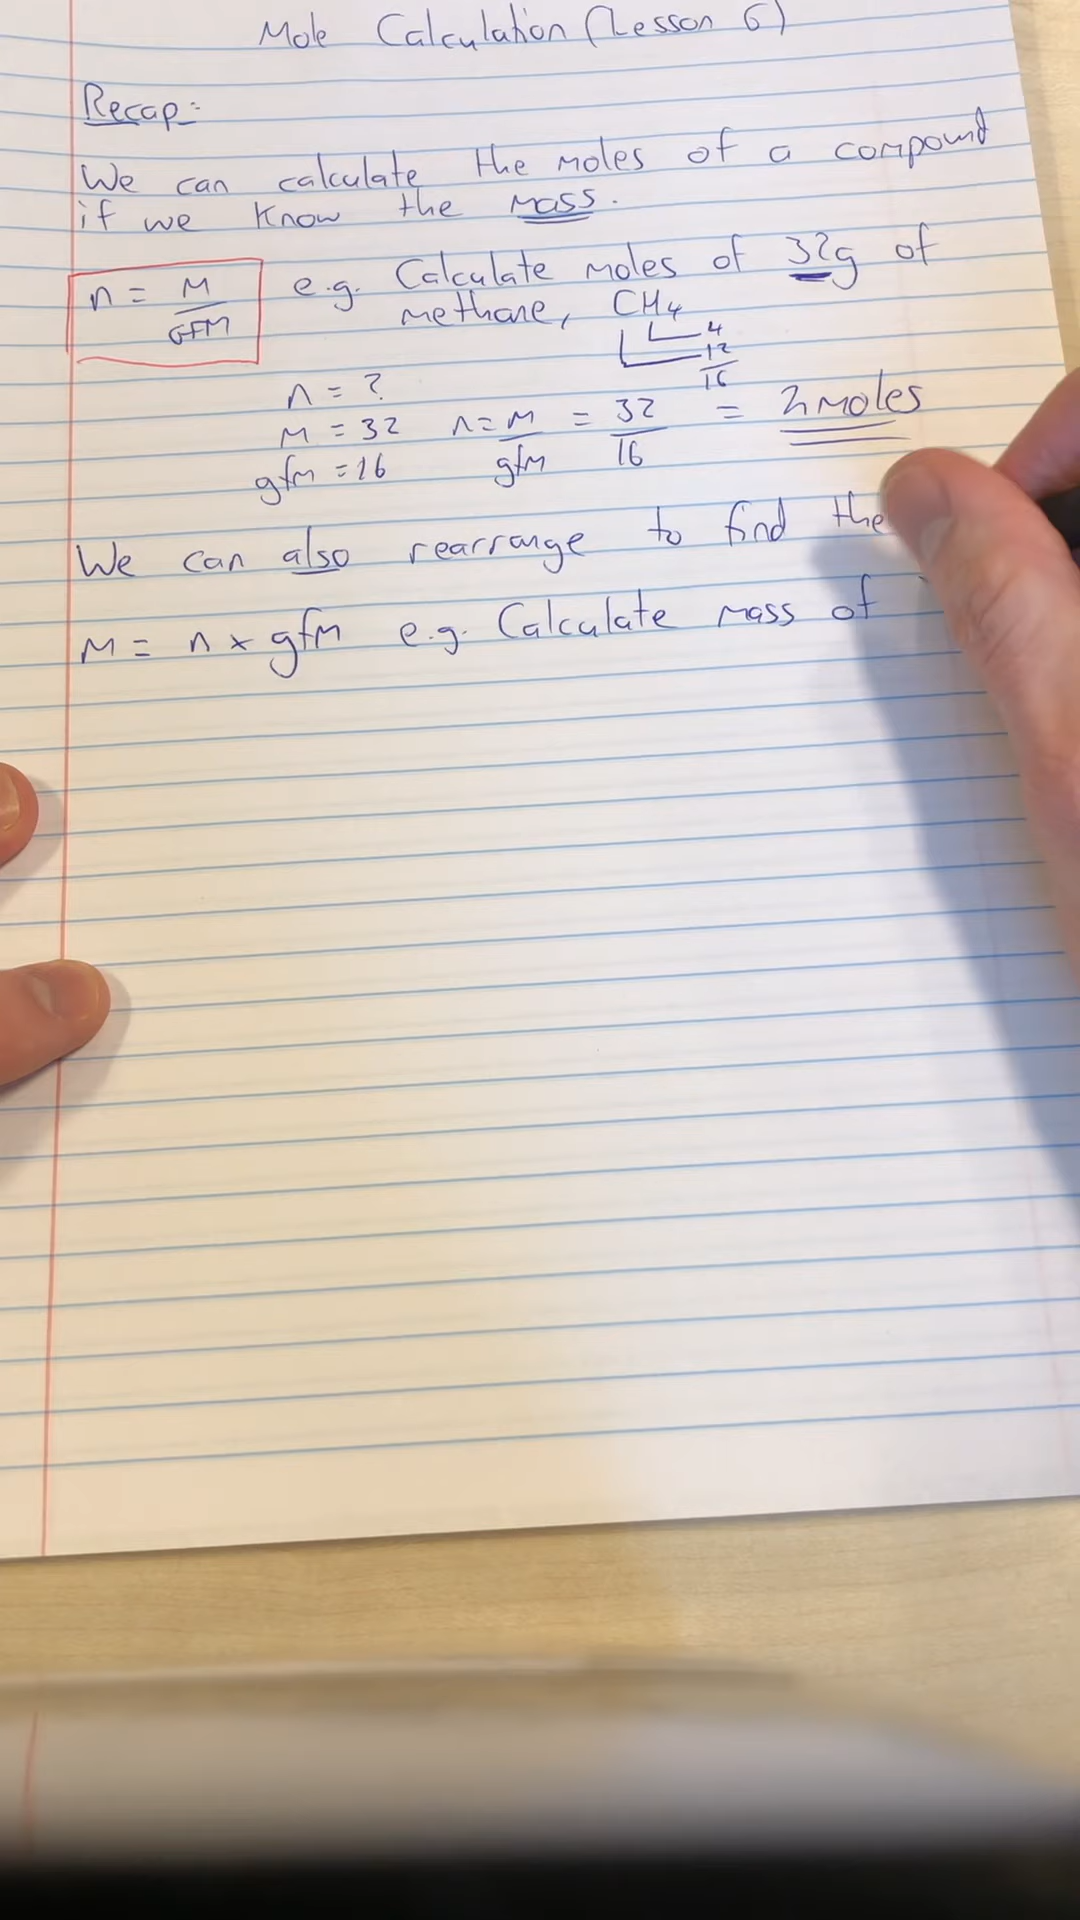 Mole Calculation (Lesson 6)
Recap:
We can calculate the moles of a compound
if we know the mass.
n = M / GFM
e.g. Calculate moles of 32g of
methane, CH4
4
12
16
n = ?
M = 32 n = M / gfm = 32 / 16 = 2 moles
gfm = 16
We can also rearrange to find the
M = n x gfm e.g. Calculate mass of